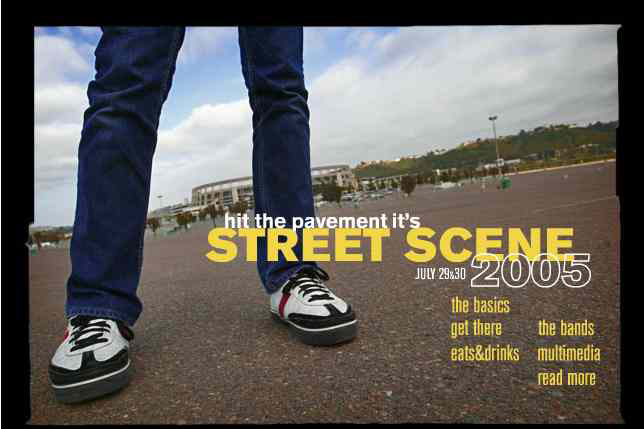 hit the pavement it's
STREET SCENE
JULY 29&30 2005
the basics
get there
eats&drinks
the bands
multimedia
read more